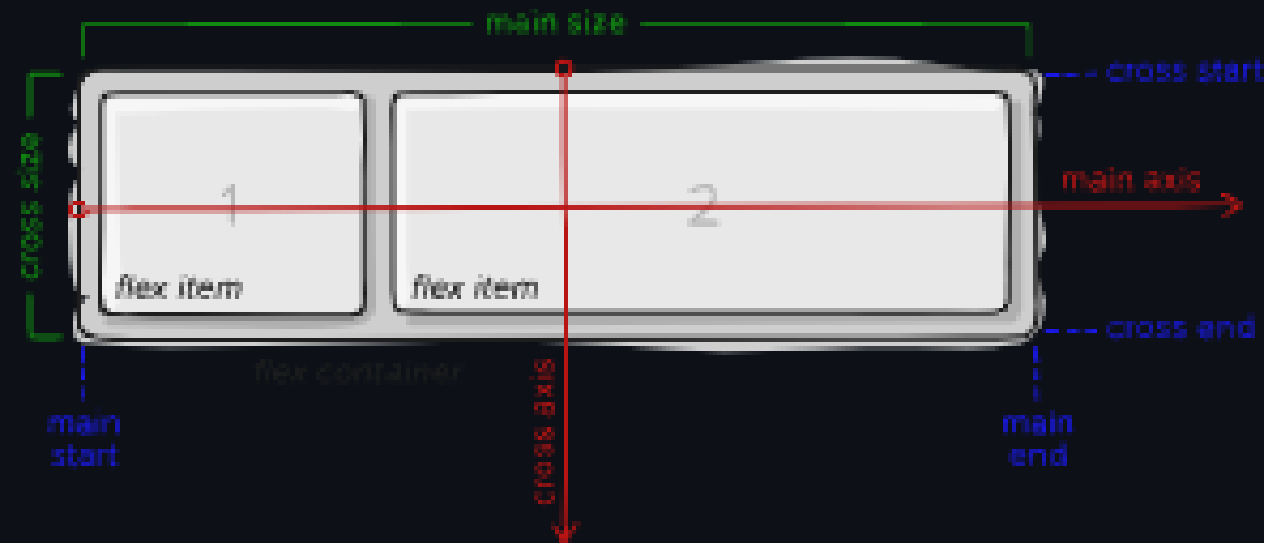 main size
cross start
cross size
main axis
1
2
flex item
flex item
cross end
flex container
cross axis
main
start
main
end